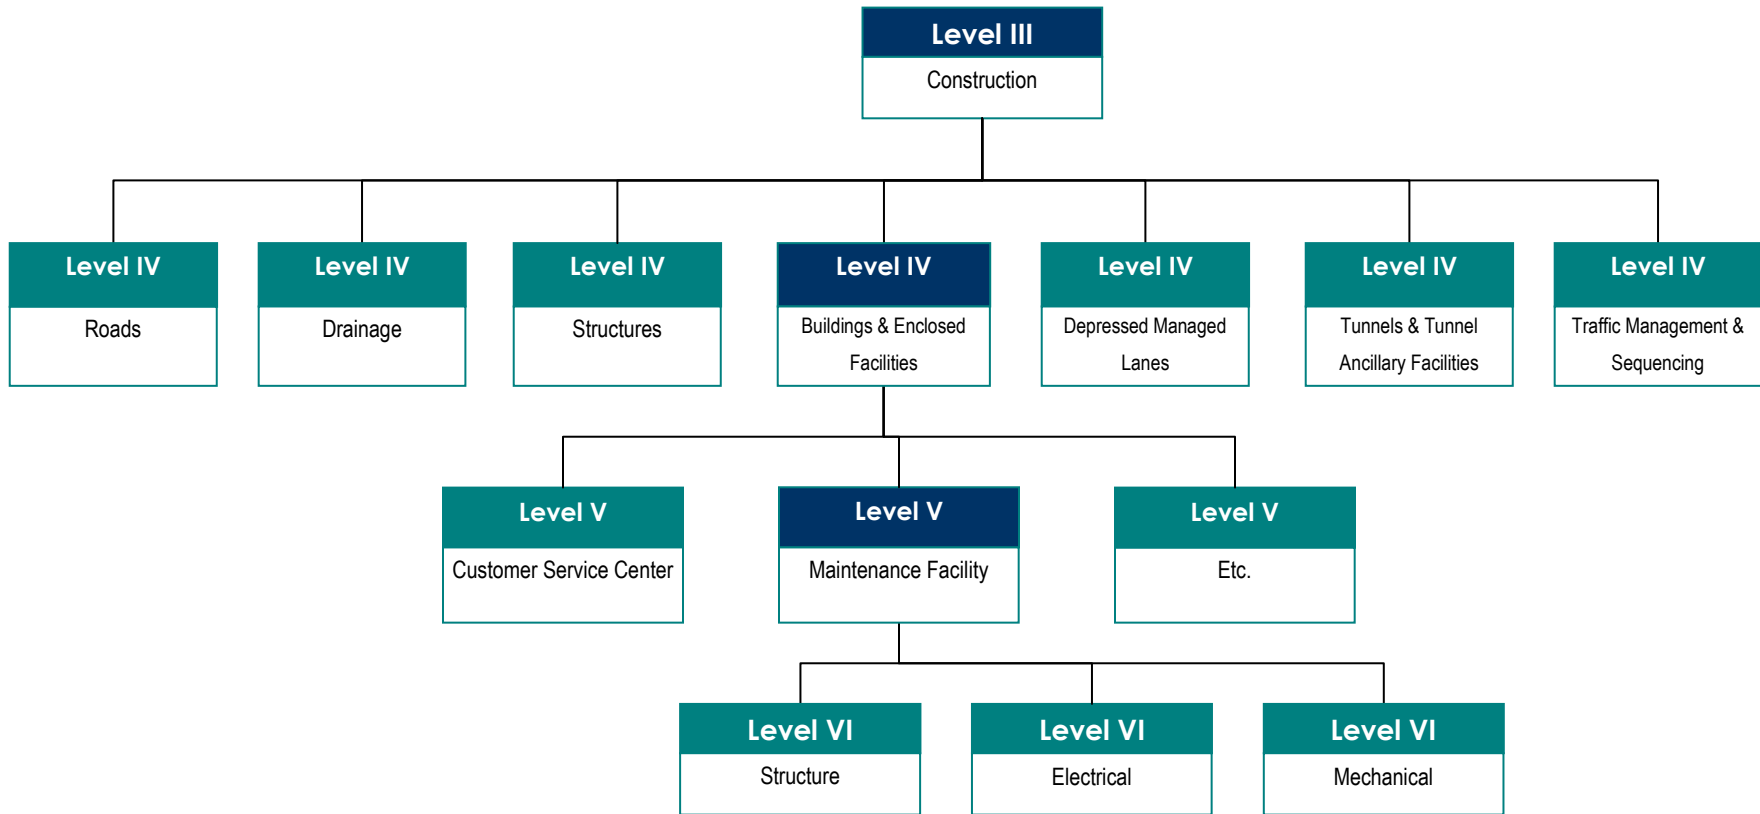 Level III
Construction
Level IV
Roads
Level IV
Drainage
Level IV
Structures
Level IV
Buildings & Enclosed
Facilities
Level IV
Depressed Managed
Lanes
Level IV
Tunnels & Tunnel
Ancillary Facilities
Level IV
Traffic Management &
Sequencing
Level V
Customer Service Center
Level V
Maintenance Facility
Level V
Etc.
Level VI
Structure
Level VI
Electrical
Level VI
Mechanical